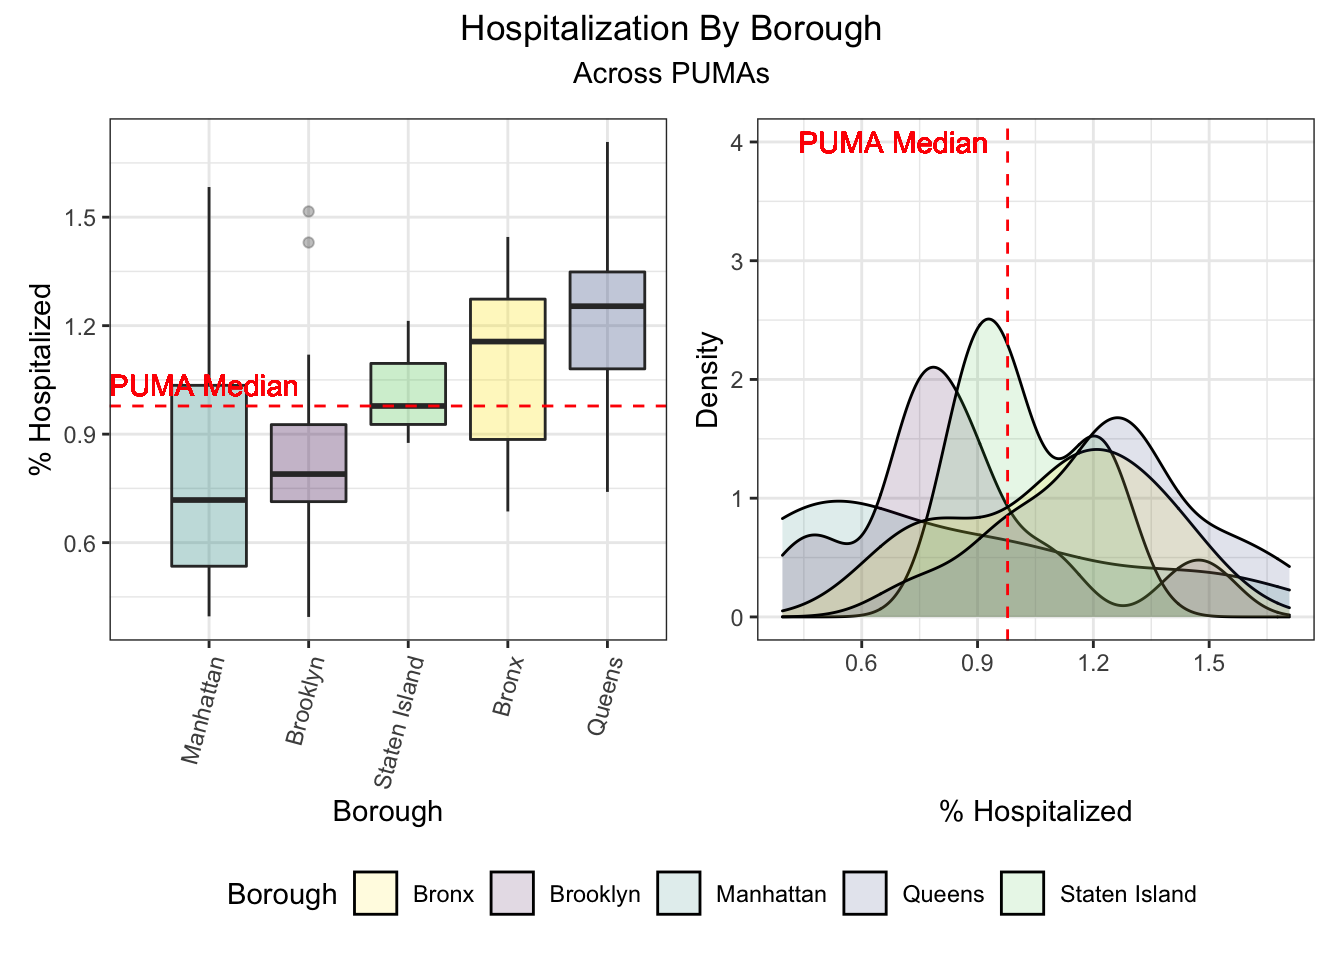 Hospitalization By Borough
Across PUMAs
% Hospitalized
1.5
1.2
0.9
0.6
PUMA Median
Manhattan
Brooklyn
Staten Island
Bronx
Queens
Borough
Density
4
3
2
1
0
PUMA Median
0.6 0.9 1.2 1.5
% Hospitalized
Borough Bronx Brooklyn Manhattan Queens Staten Island